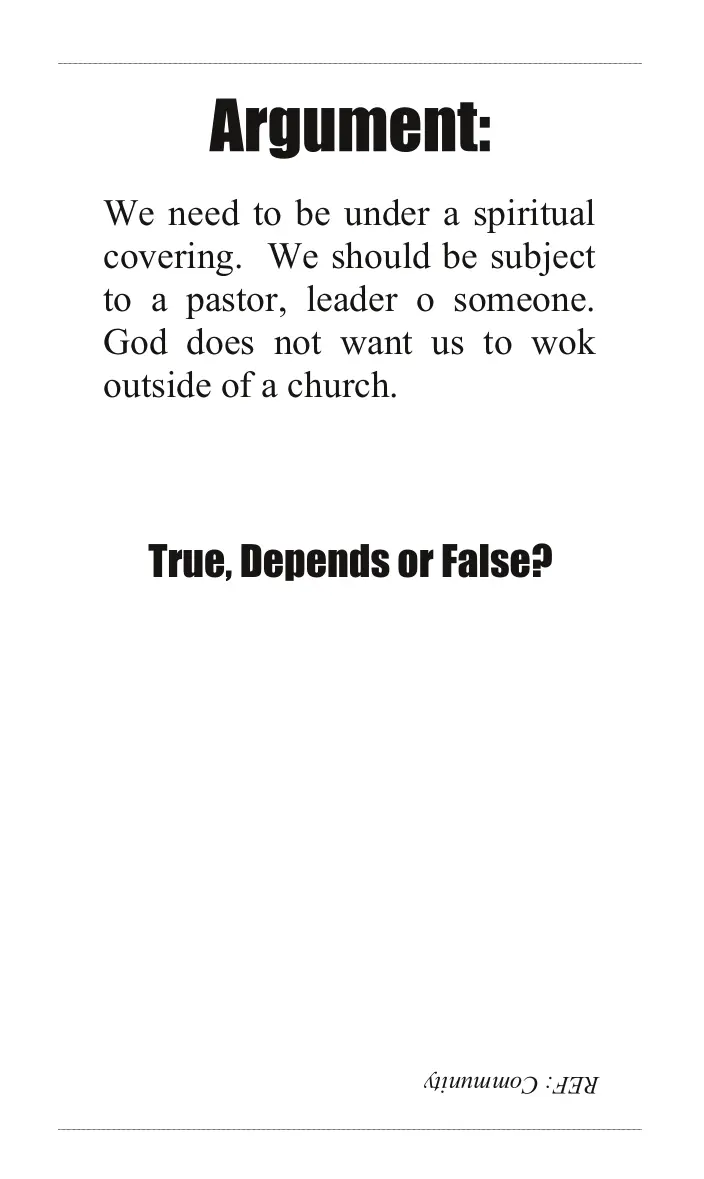 Argument:
We need to be under a spiritual
covering.  We should be subject
to a pastor, leader o someone.
God does not want us to wok
outside of a church.
True, Depends or False?
REF: Community